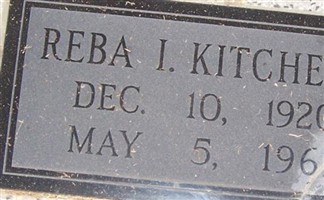 REBA I. KITCHE
DEC. 10, 1920
MAY 5, 196